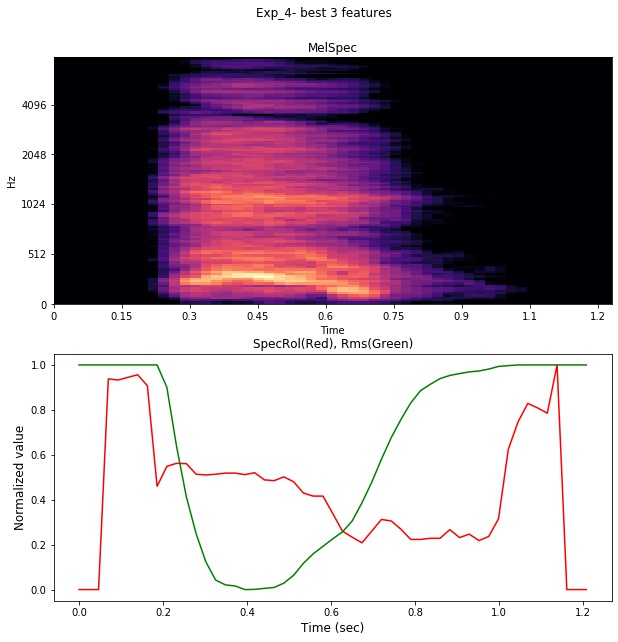 Exp_4- best 3 features
MelSpec
Hz
4096
2048
1024
512
0
0 0.15 0.3 0.45 0.6 0.75 0.9 1.1 1.2
Time
SpecRol(Red), Rms(Green)
Normalized value
1.0
0.8
0.6
0.4
0.2
0.0
0.0 0.2 0.4 0.6 0.8 1.0 1.2
Time (sec)